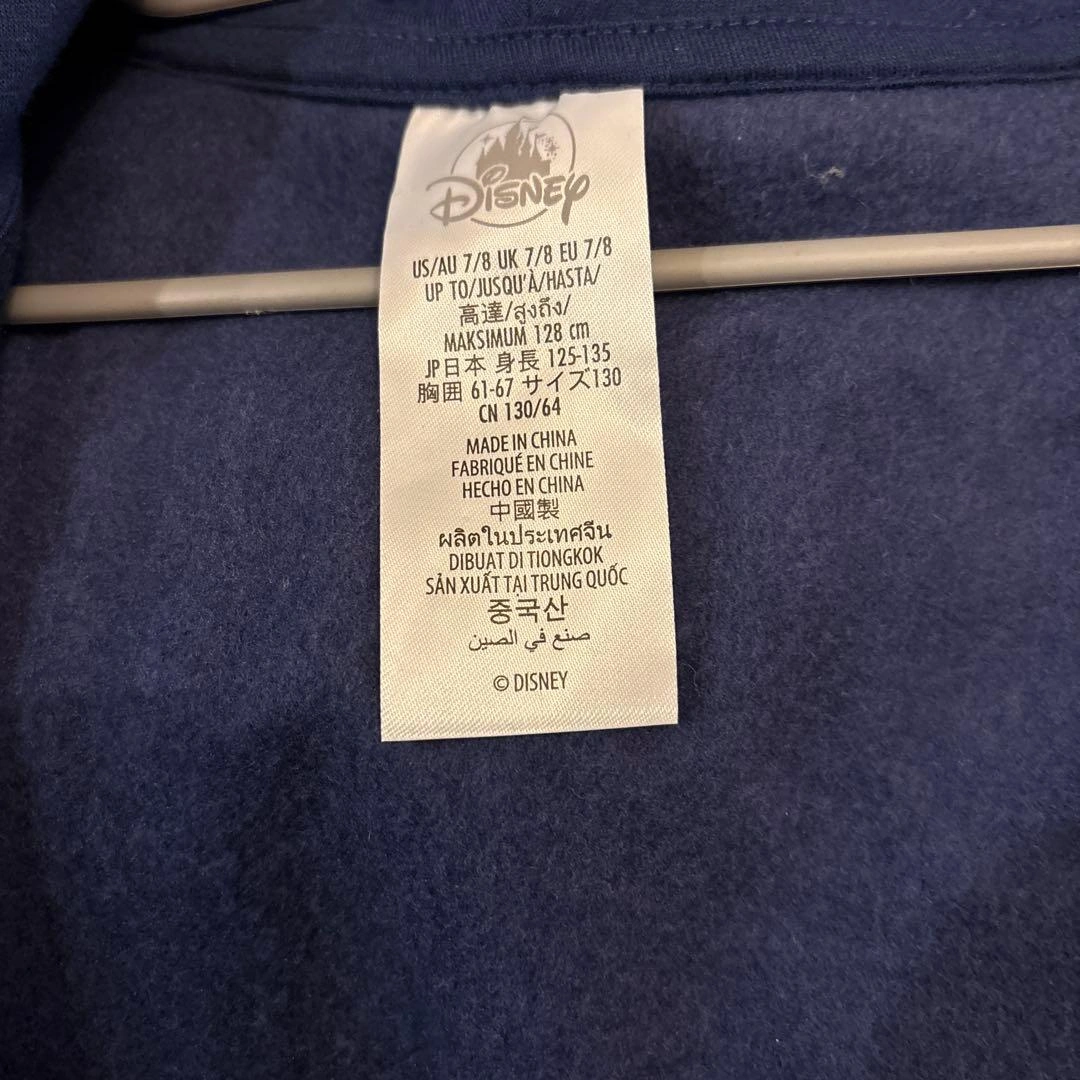 Disney
US/AU 7/8 UK 7/8 EU 7/8
UP TO/JUSQU'À/HASTA/
高達/สูงถึง/
MAKSIMUM 128 cm
JP日本 身長 125-135
胸囲 61-67 サイズ130
CN 130/64
MADE IN CHINA
FABRIQUÉ EN CHINE
HECHO EN CHINA
中國製
ผลิตในประเทศจีน
DIBUAT DI TIONGKOK
SẢN XUẤT TẠI TRUNG QUỐC
중국산
صنع في الصين
© DISNEY